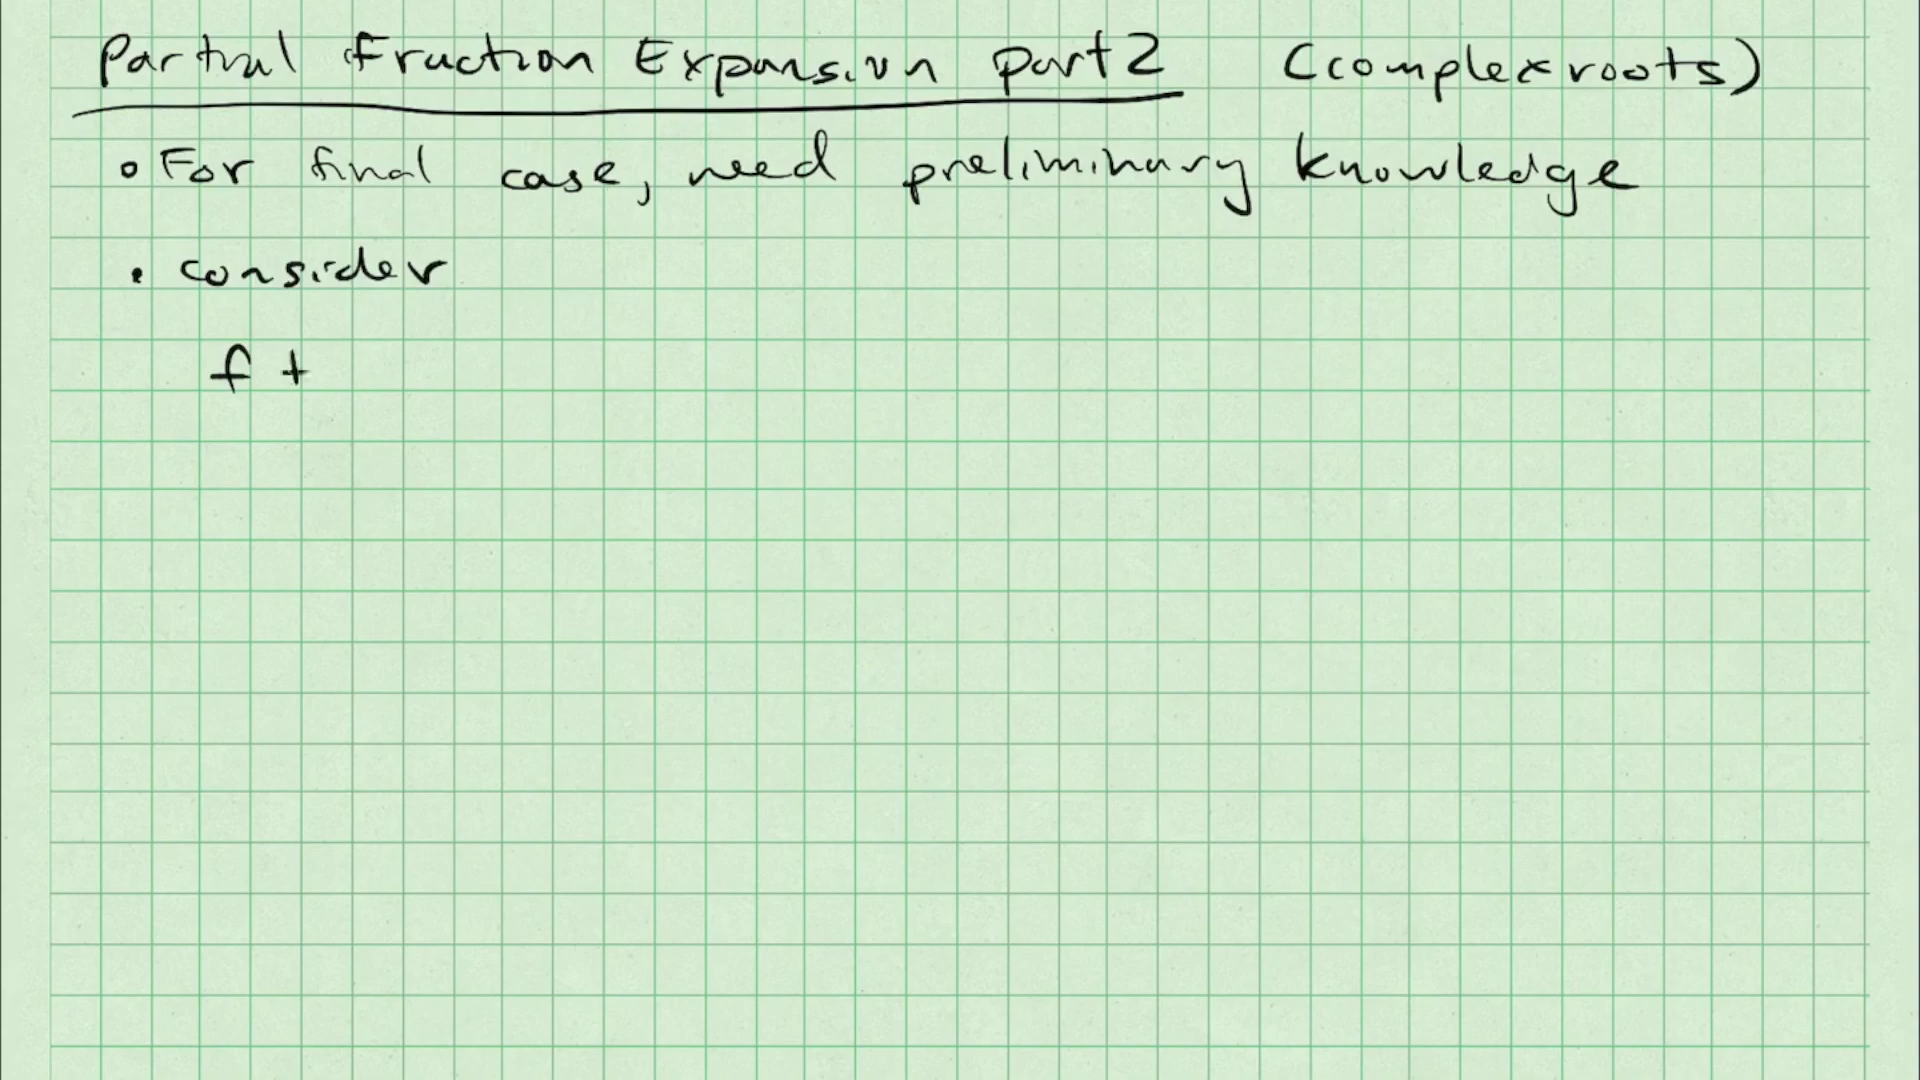 Partial Fraction Expansion part 2 (complex roots)
• For final case, need preliminary knowledge
• consider
f t